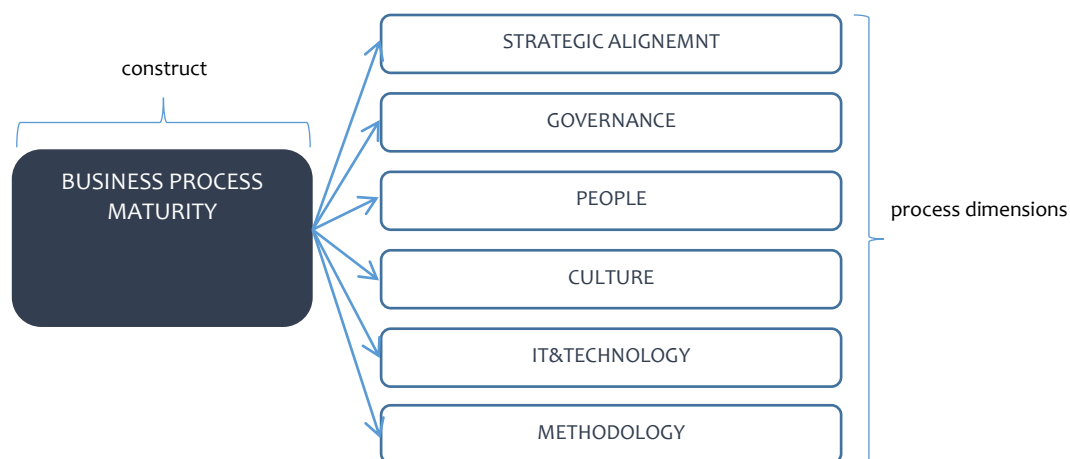 construct
BUSINESS PROCESS
MATURITY
STRATEGIC ALIGNEMNT
GOVERNANCE
PEOPLE
CULTURE
IT&TECHNOLOGY
METHODOLOGY
process dimensions